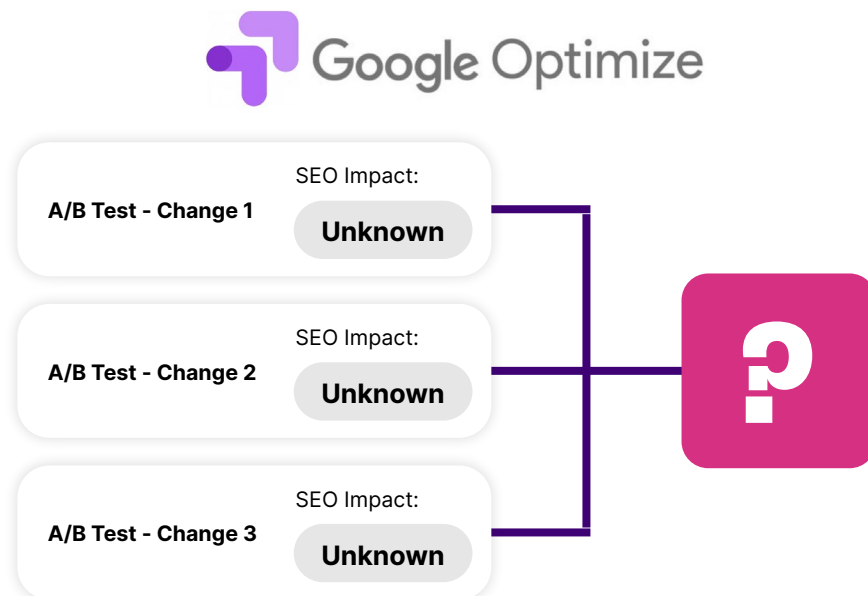 Google Optimize
SEO Impact:
A/B Test - Change 1
Unknown
SEO Impact:
A/B Test - Change 2
Unknown
SEO Impact:
A/B Test - Change 3
Unknown
?